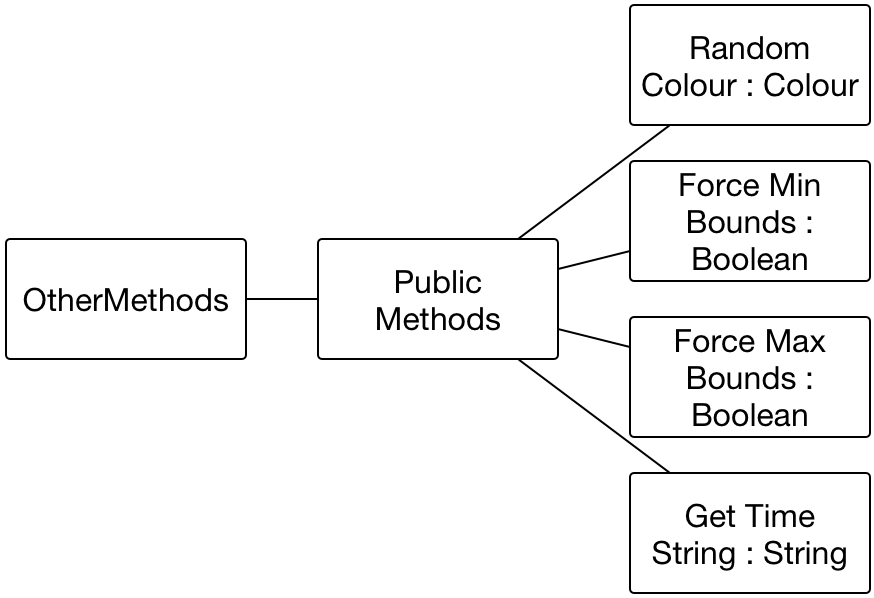 OtherMethods
Public
Methods
Random
Colour : Colour
Force Min
Bounds :
Boolean
Force Max
Bounds :
Boolean
Get Time
String : String